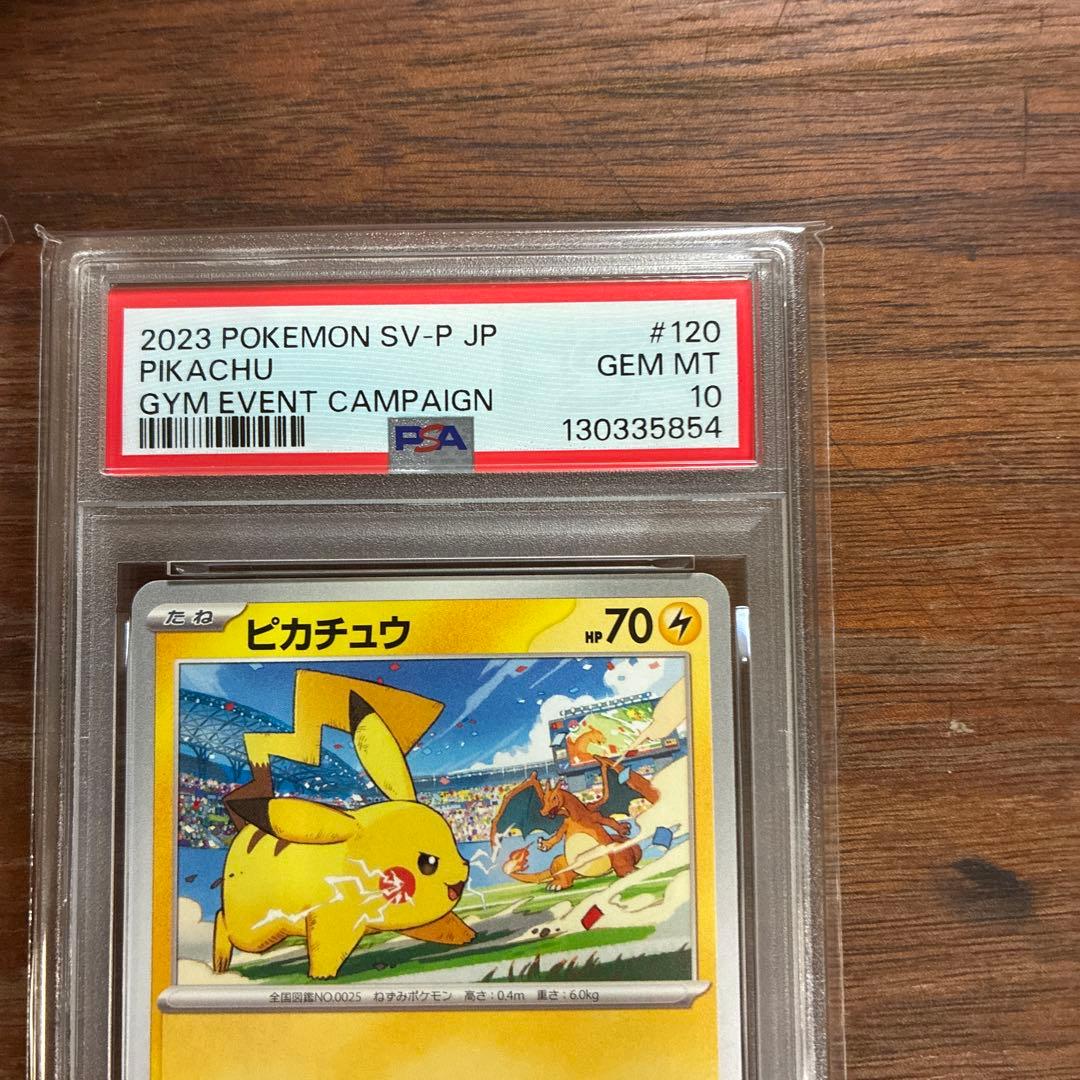 2023 POKEMON SV-P JP #120
PIKACHU GEM MT
GYM EVENT CAMPAIGN 10
PSA 130335854
たね ピカチュウ HP70
全国図鑑NO.0025 ねずみポケモン 高さ:0.4m 重さ:6.0kg